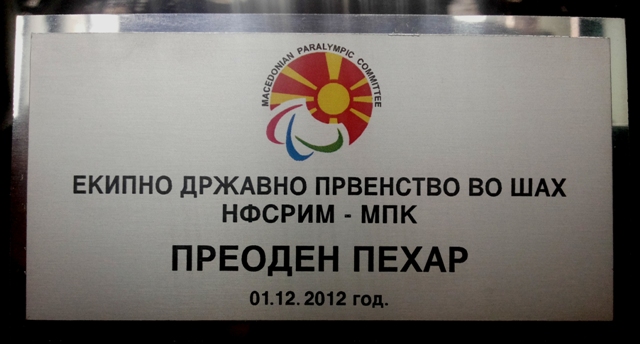 MACEDONIAN PARALYMPIC COMMITTEE
ЕКИПНО ДРЖАВНО ПРВЕНСТВО ВО ШАХ
НФСРИМ - МПК
ПРЕОДЕН ПЕХАР
01.12.2012 год.